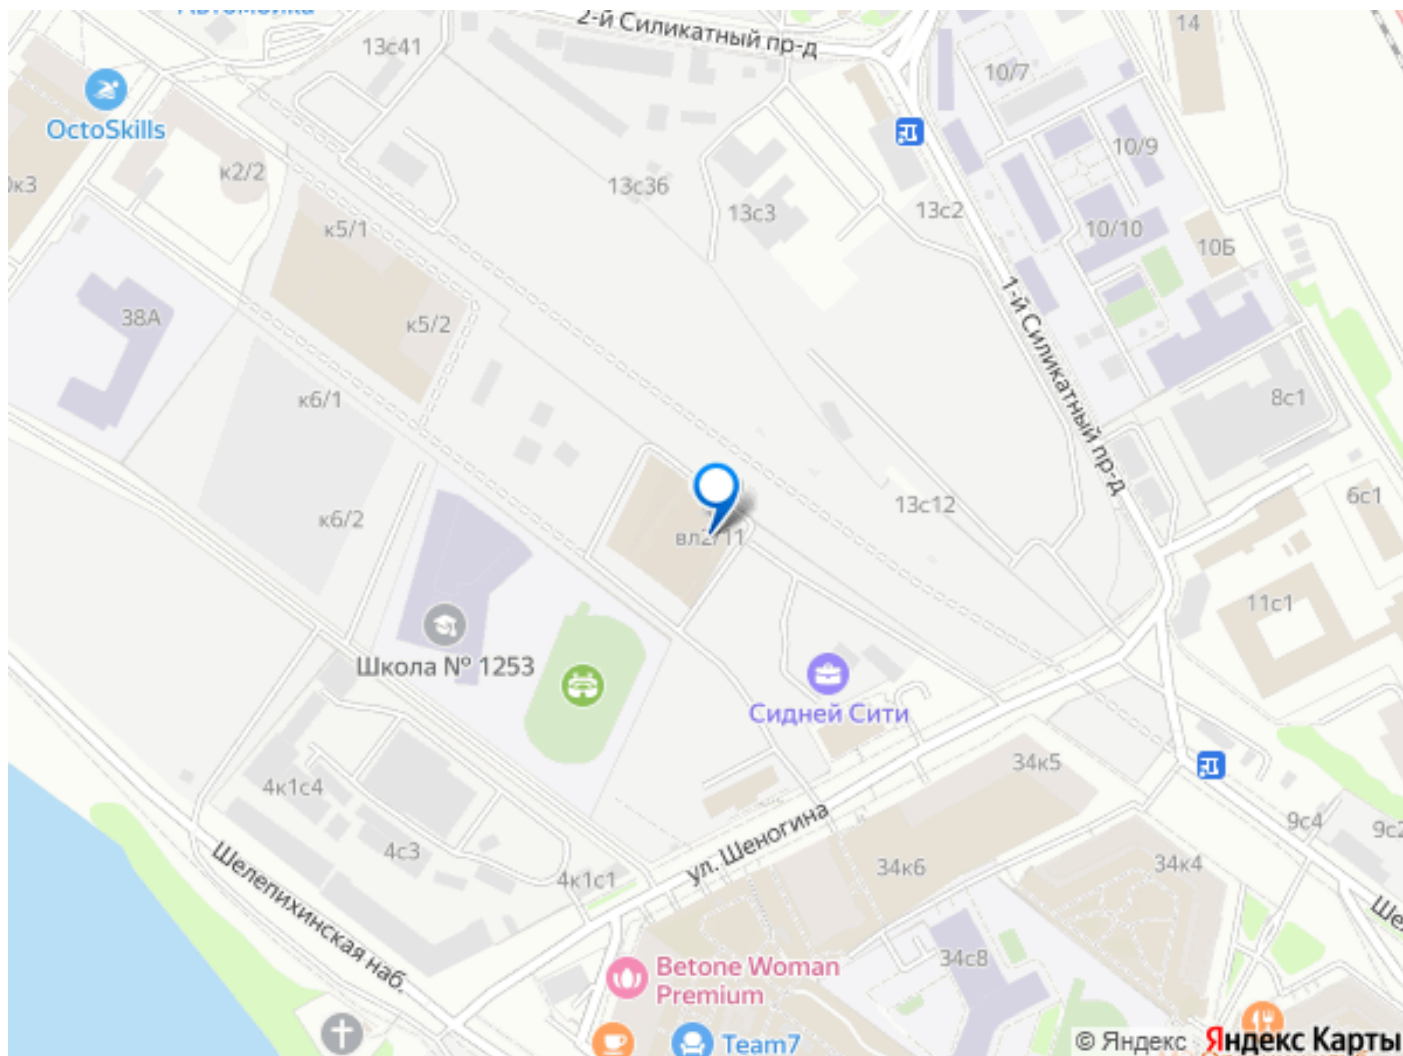 2-й Силикатный пр-д
14
13с41
10/7
OctoSkills
10/9
к2/2
13с36
13с3
13с2
10/10
10Б
к5/1
1-й Силикатный пр-д
38А
к5/2
к6/1
8с1
13с12
6с1
к6/2
11с1
Школа № 1253
Сидней Сити
34к5
4к1с4
ул. Шеногина
9с4
4с3
34к6
34к4
4к1с1
Шелепихинская наб.
34с8
Betone Woman
Premium
Team7
© Яндекс Яндекс Карты